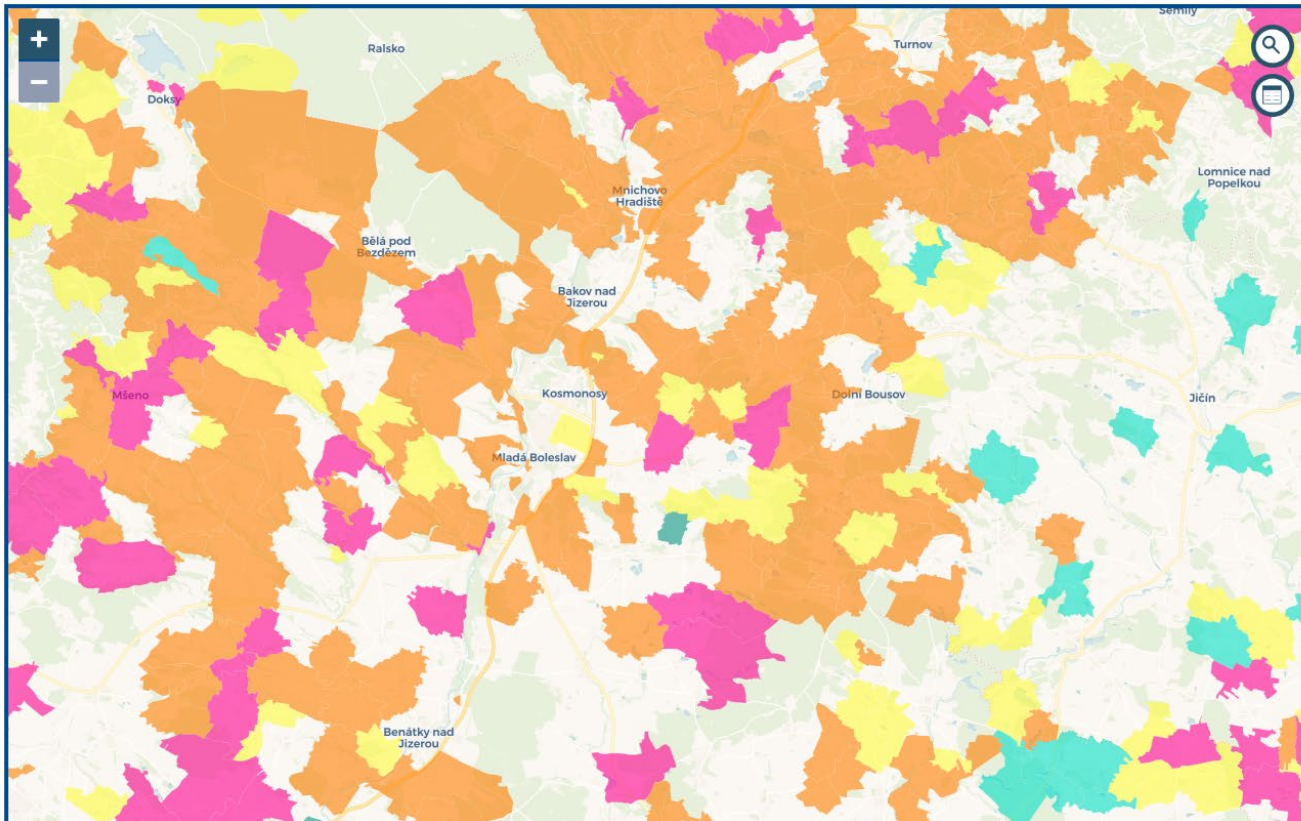 Semily
+
Ralsko
Turnov
−
Doksy
Lomnice nad
Popelkou
Mnichovo
Hradiště
Bělá pod
Bezdězem
Bakov nad
Jizerou
Kosmonosy
Mšeno
Dolní Bousov
Jičín
Mladá Boleslav
Benátky nad
Jizerou